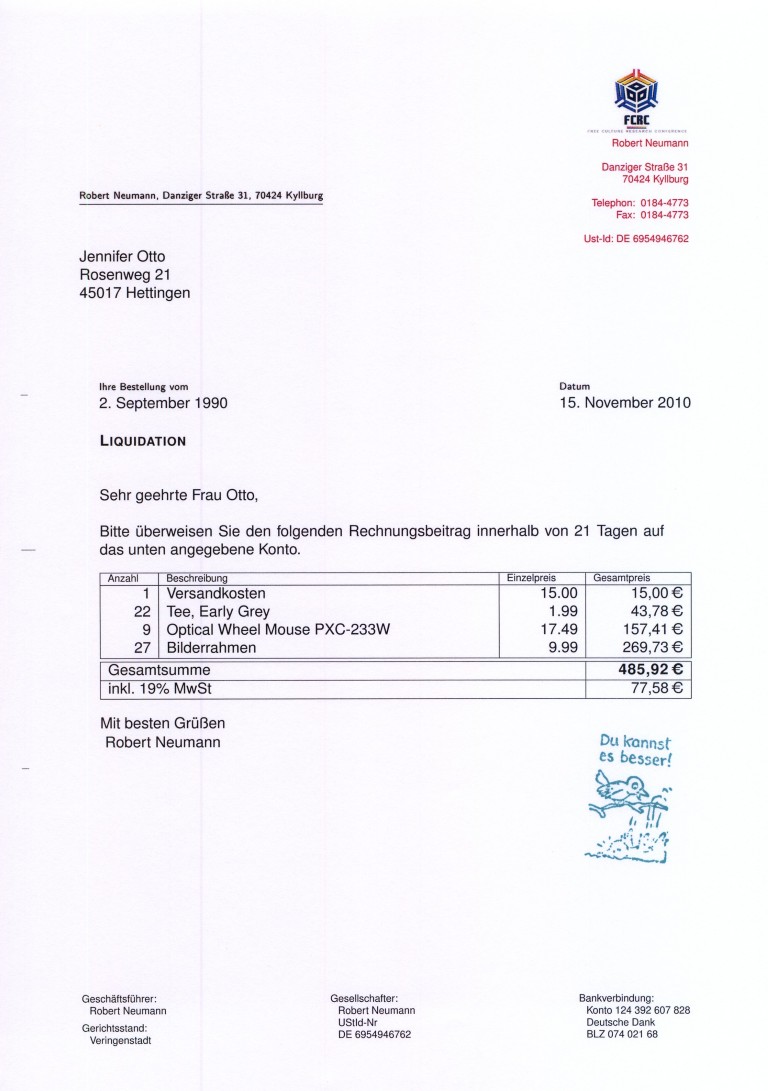 FCRC
FREE CULTURE RESEARCH CONFERENCE
Robert Neumann
Danziger Straße 31
70424 Kyllburg
Telephon: 0184-4773
Fax: 0184-4773
Ust-Id: DE 6954946762
Robert Neumann, Danziger Straße 31, 70424 Kyllburg
Jennifer Otto
Rosenweg 21
45017 Hettingen
Ihre Bestellung vom Datum
2. September 1990 15. November 2010
LIQUIDATION
Sehr geehrte Frau Otto,
Bitte überweisen Sie den folgenden Rechnungsbeitrag innerhalb von 21 Tagen auf
das unten angegebene Konto.
Anzahl Beschreibung Einzelpreis Gesamtpreis
1 Versandkosten 15.00 15,00 €
22 Tee, Early Grey 1.99 43,78 €
9 Optical Wheel Mouse PXC-233W 17.49 157,41 €
27 Bilderrahmen 9.99 269,73 €
Gesamtsumme 485,92 €
inkl. 19% MwSt 77,58 €
Mit besten Grüßen
Robert Neumann
Du kannst
es besser!
Geschäftsführer: Gesellschafter: Bankverbindung:
Robert Neumann Robert Neumann Konto 124 392 607 828
Gerichtsstand: UStId-Nr Deutsche Dank
Veringenstadt DE 6954946762 BLZ 074 021 68